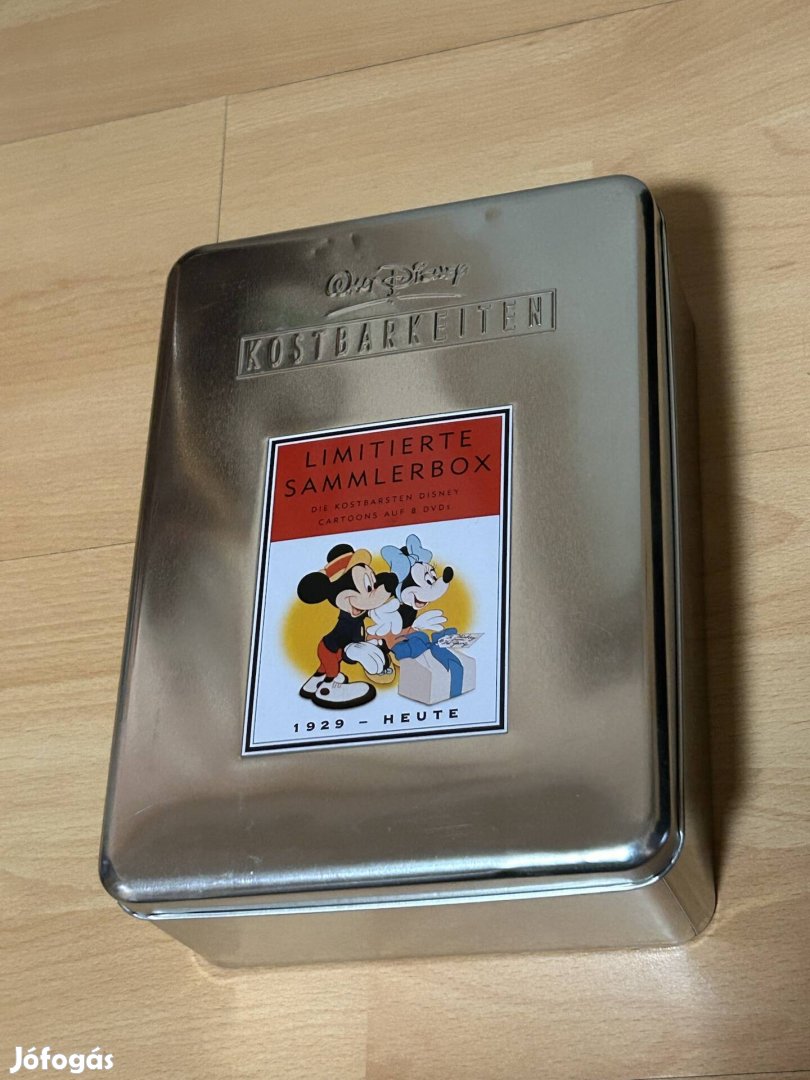 Walt Disney
KOSTBARKEITEN
LIMITIERTE
SAMMLERBOX
DIE KOSTBARSTEN DISNEY
CARTOONS AUF 8 DVDs
1929 – HEUTE
Jófogás